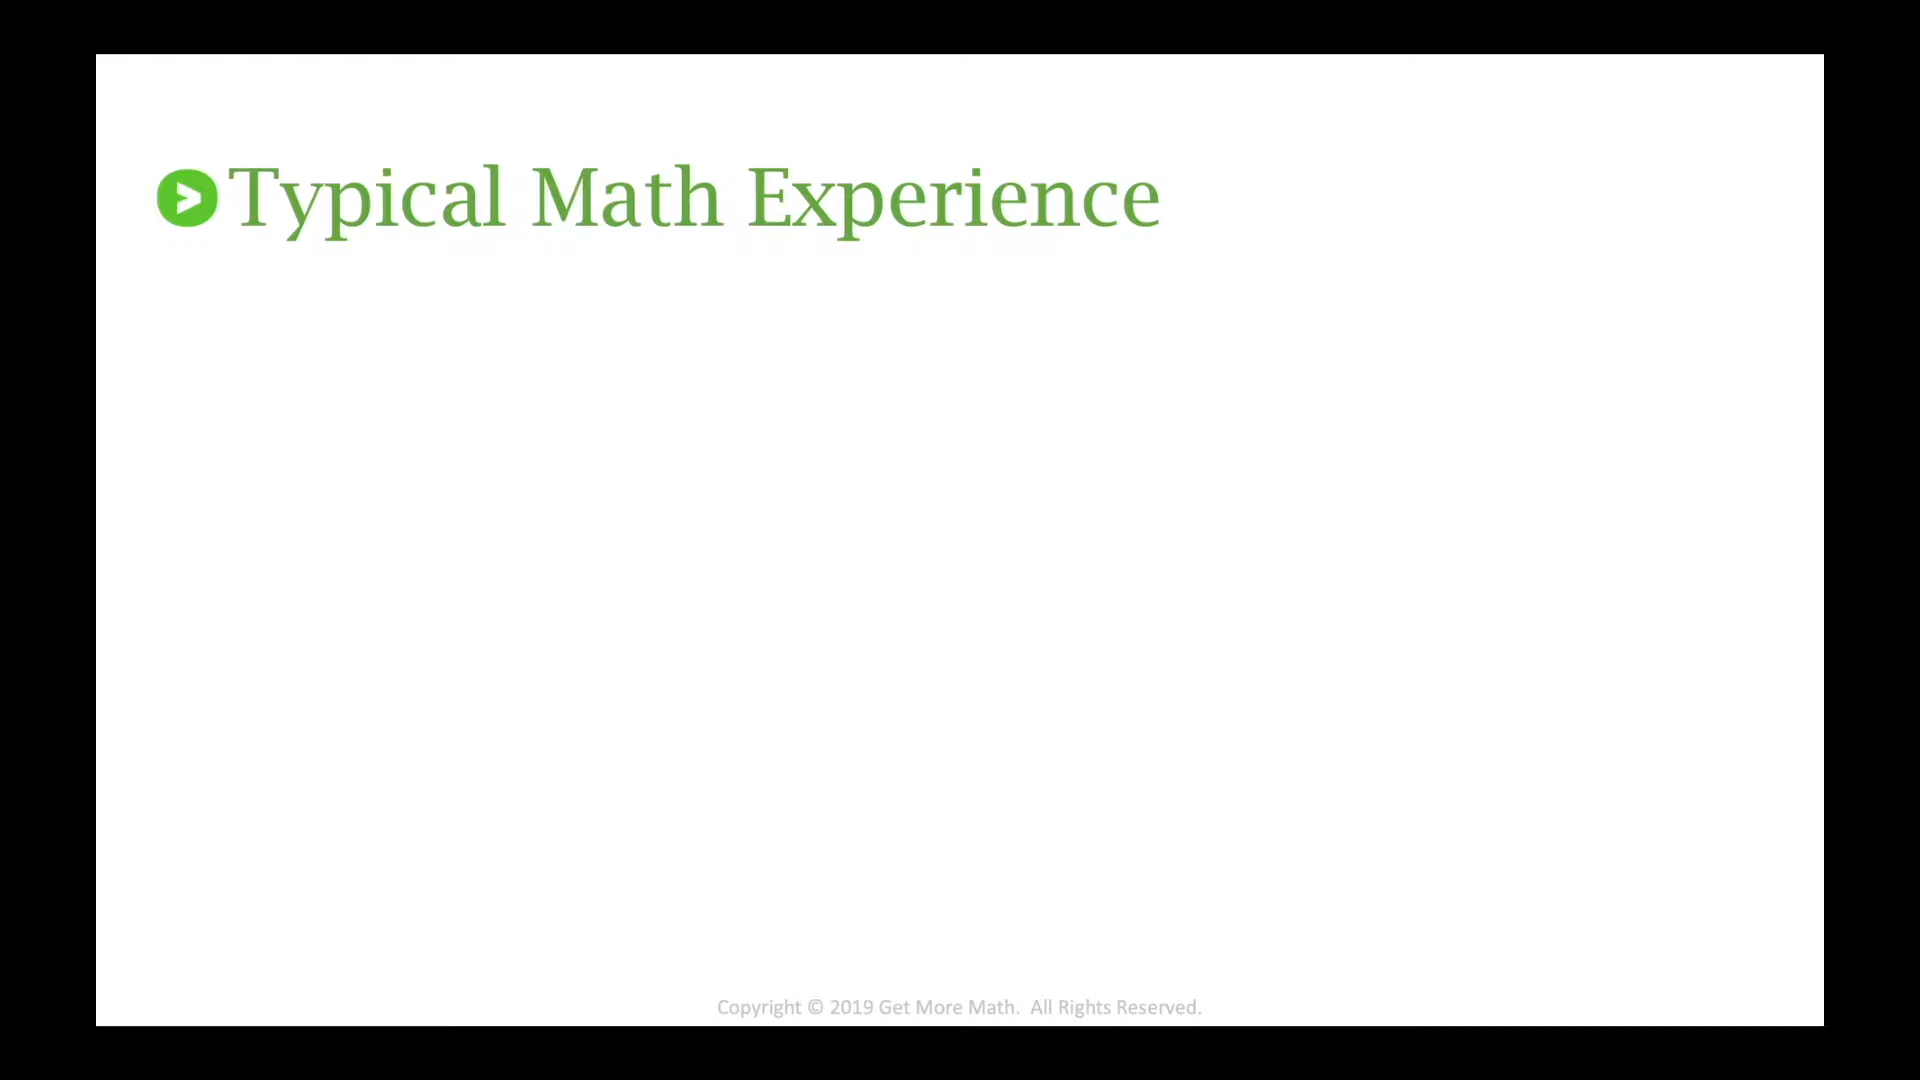 Typical Math Experience
Copyright © 2019 Get More Math.  All Rights Reserved.